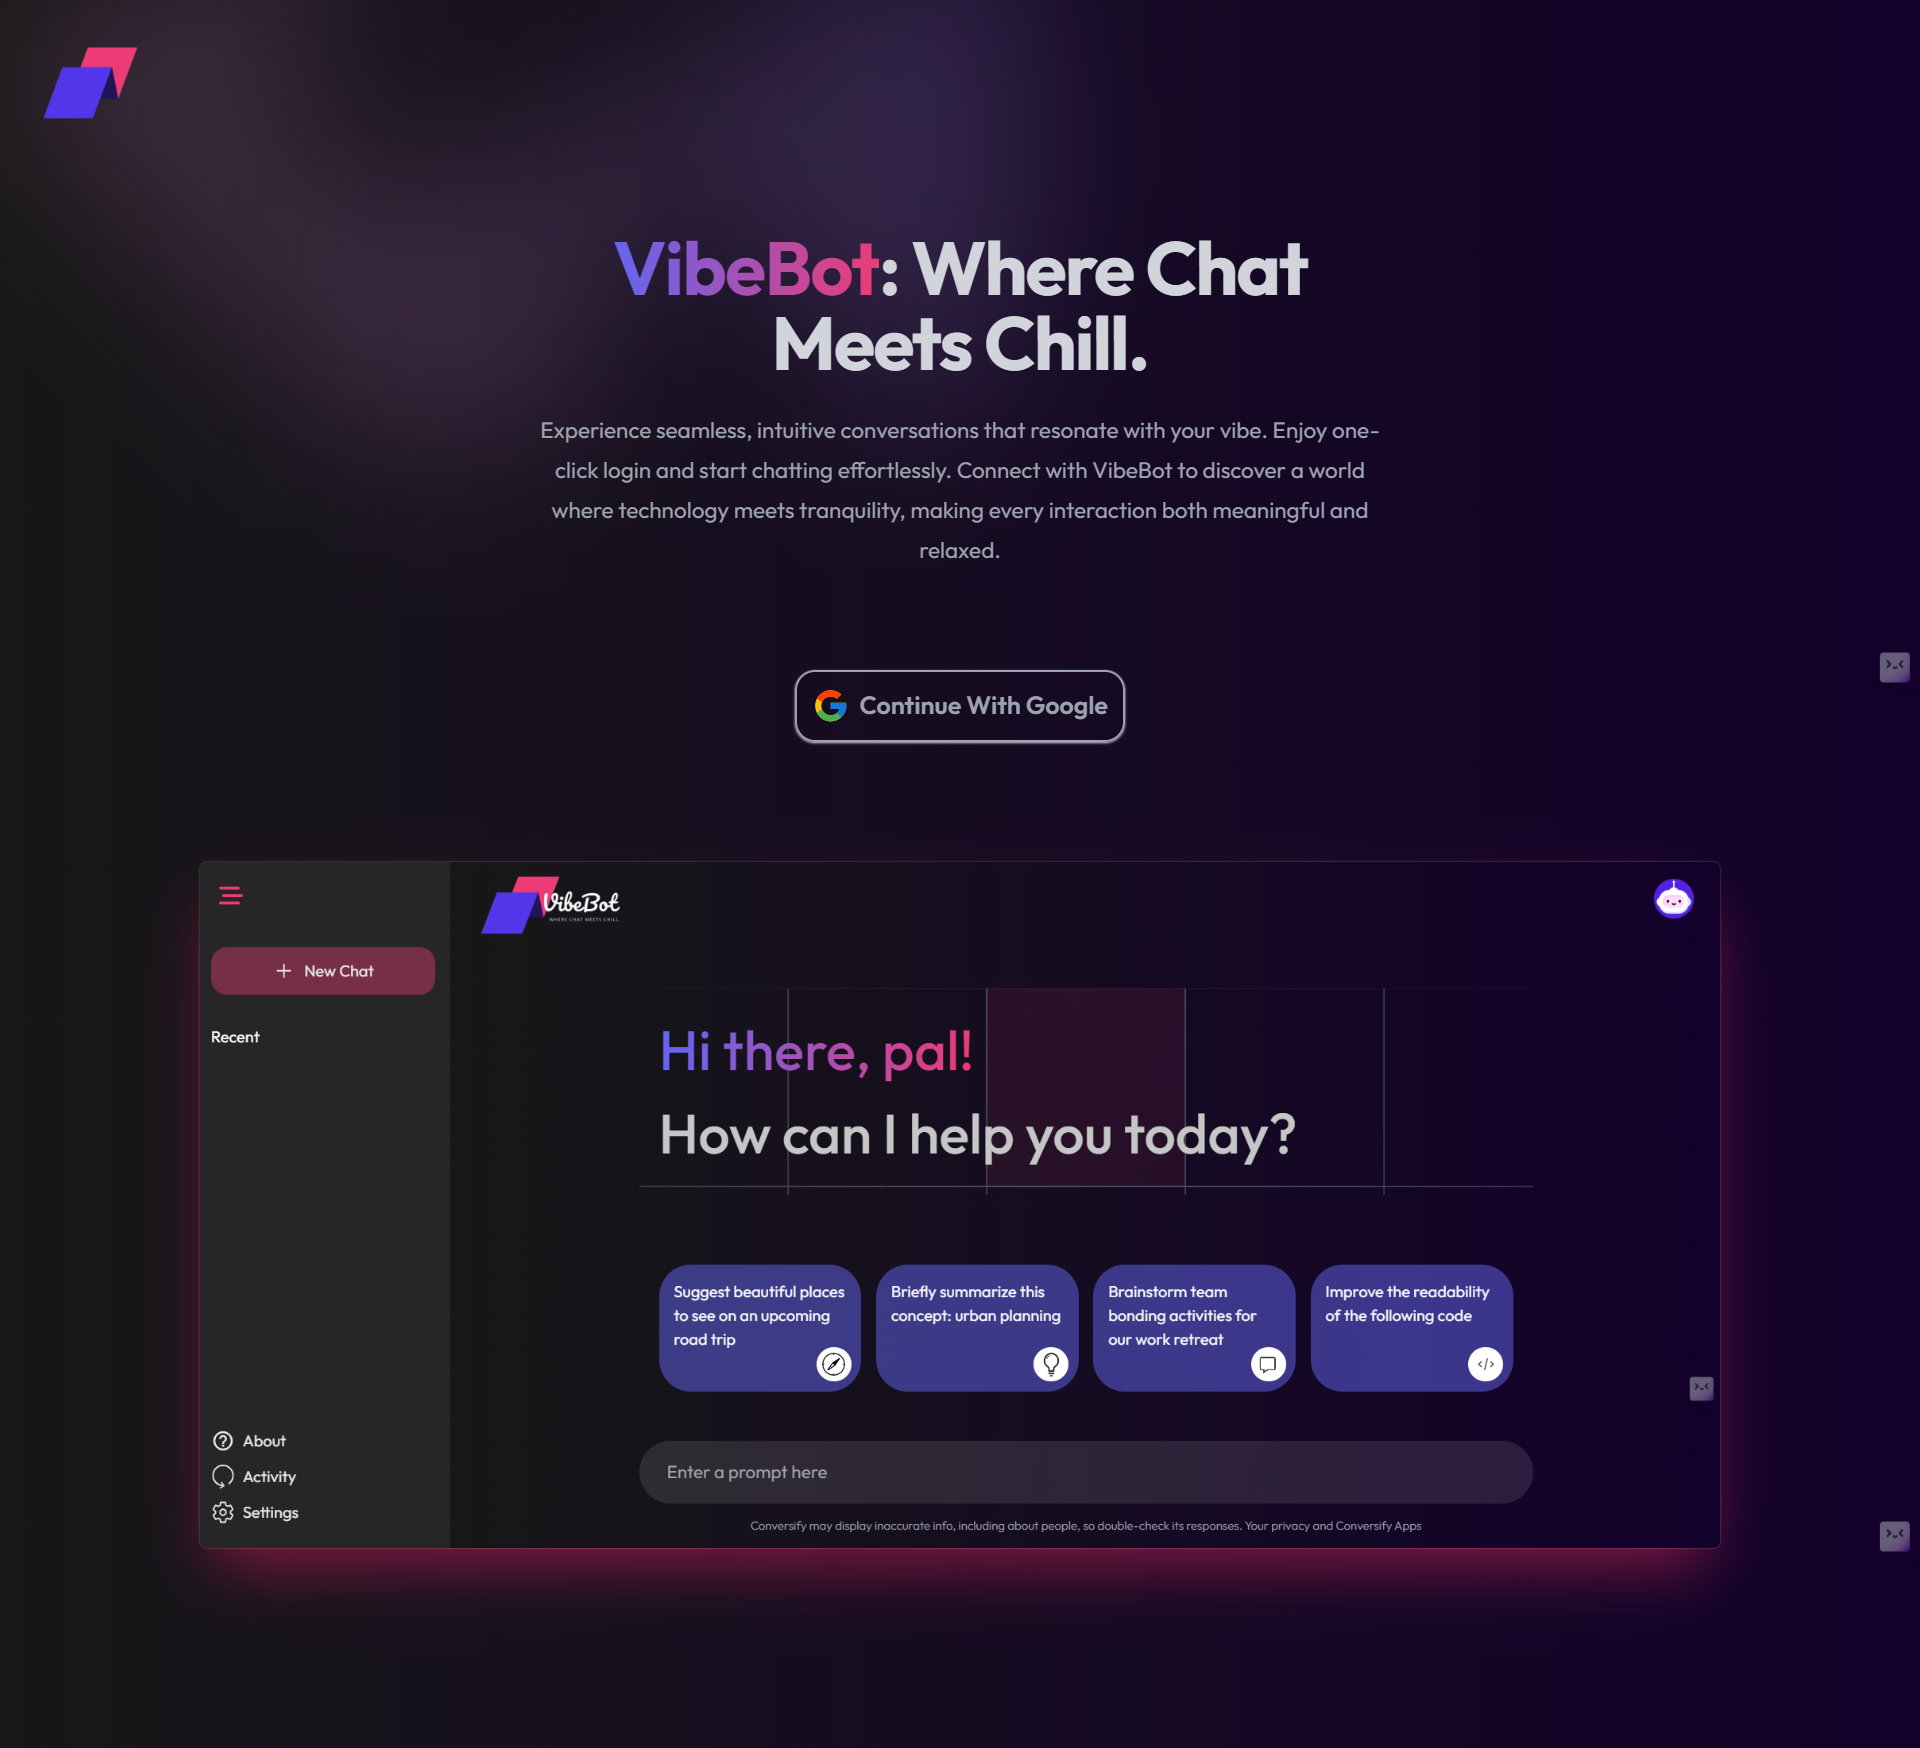 VibeBot: Where Chat
Meets Chill.
Experience seamless, intuitive conversations that resonate with your vibe. Enjoy one-
click login and start chatting effortlessly. Connect with VibeBot to discover a world
where technology meets tranquility, making every interaction both meaningful and
relaxed.
Continue With Google
VibeBot
WHERE CHAT MEETS CHILL.
New Chat
Recent
Hi there, pal!
How can I help you today?
Suggest beautiful places
to see on an upcoming
road trip
Briefly summarize this
concept: urban planning
Brainstorm team
bonding activities for
our work retreat
Improve the readability
of the following code
About
Activity
Settings
Enter a prompt here
Conversify may display inaccurate info, including about people, so double-check its responses. Your privacy and Conversify Apps